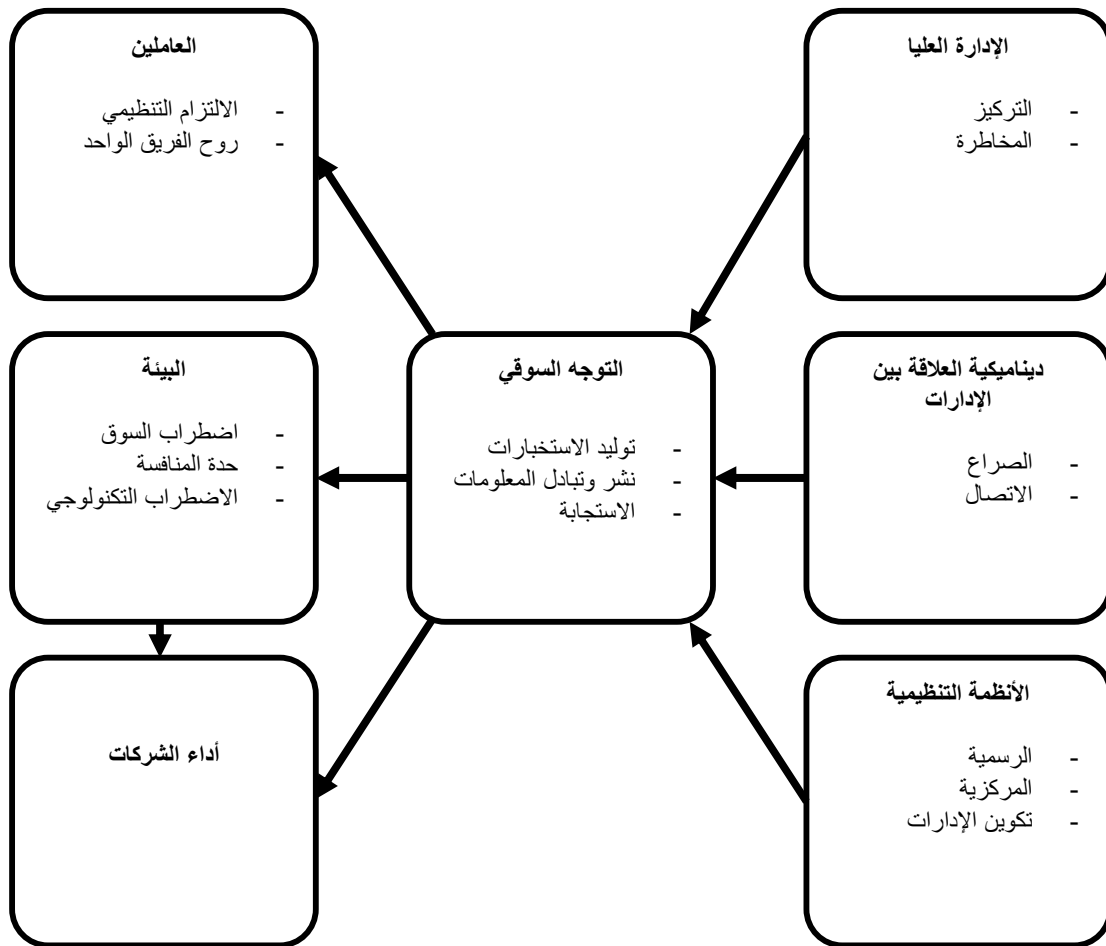 الإدارة العليا
- التركيز
- المخاطرة
العاملين
- الالتزام التنظيمي
- روح الفريق الواحد
ديناميكية العلاقة بين
الإدارات
- الصراع
- الاتصال
التوجه السوقي
- توليد الاستخبارات
- نشر وتبادل المعلومات
- الاستجابة
البيئة
- اضطراب السوق
- حدة المنافسة
- الاضطراب التكنولوجي
الأنظمة التنظيمية
- الرسمية
- المركزية
- تكوين الإدارات
أداء الشركات